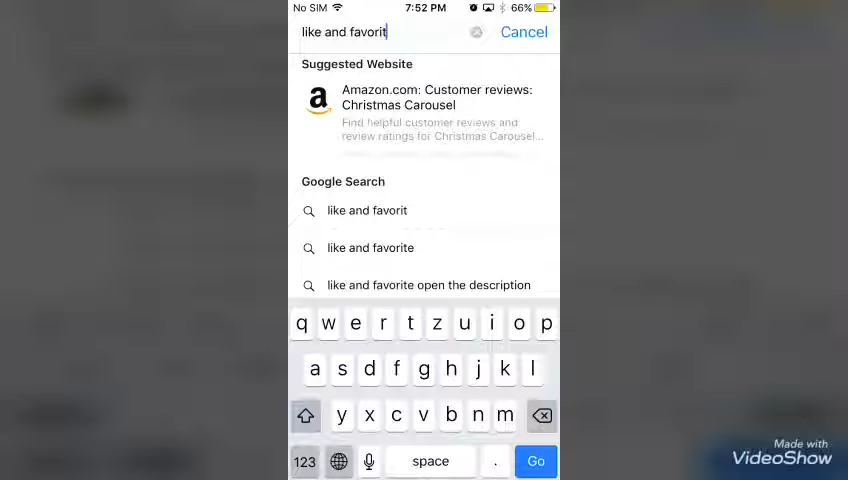 No SIM 7:52 PM 66%
like and favorit Cancel
Suggested Website
a Amazon.com: Customer reviews:
Christmas Carousel
Find helpful customer reviews and
review ratings for Christmas Carousel...
Google Search
like and favorit
like and favorite
like and favorite open the description
q w e r t z u i o p
a s d f g h j k l
y x c v b n m
123 space . Go
Made with
VideoShow